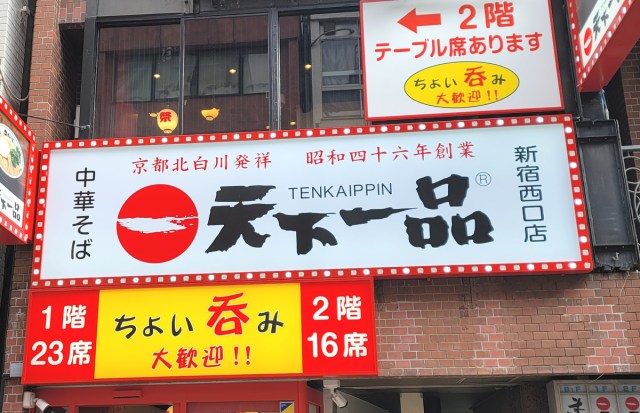 ← 2階
テーブル席あります
ちょい呑み
大歓迎!!
祭
京都北白川発祥 昭和四十六年創業
中華そば
天下一品
TENKAIPPIN
®
新宿西口店
1階
23席
ちょい呑み
大歓迎!!
2階
16席